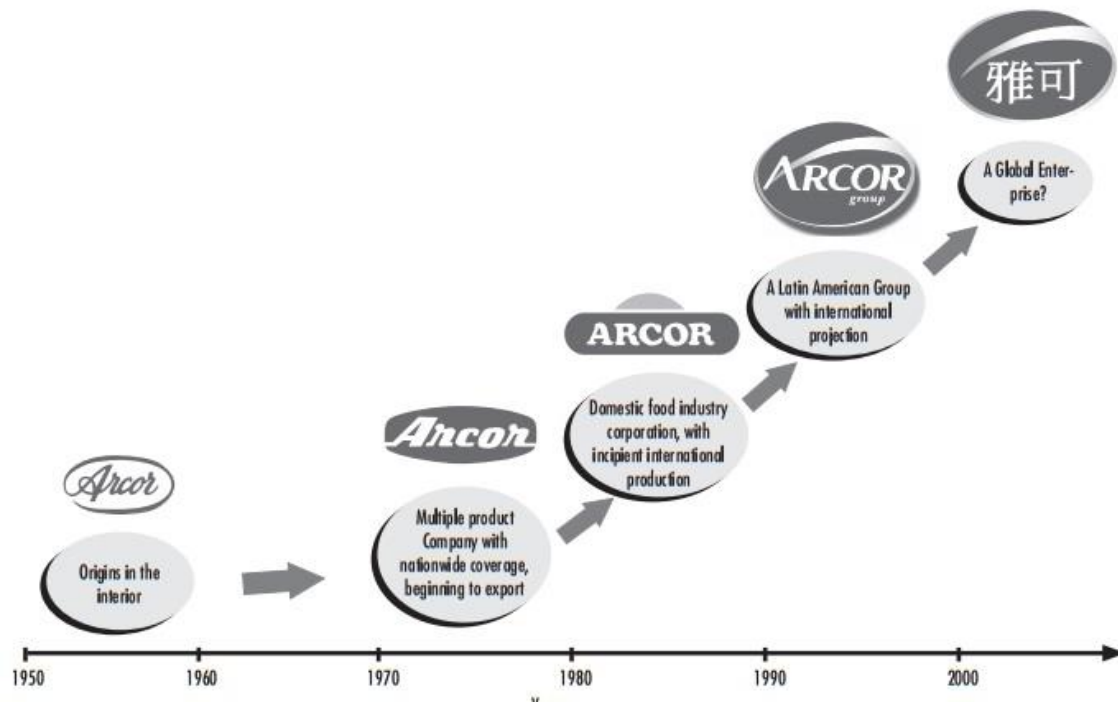 雅可
A Global Enter-
prise?
ARCOR
group
A Latin American Group
with international
projection
ARCOR
Domestic food industry
corporation, with
incipient international
production
Arcor
Multiple product
Company with
nationwide coverage,
beginning to export
Arcor
Origins in the
interior
1950 1960 1970 1980 1990 2000